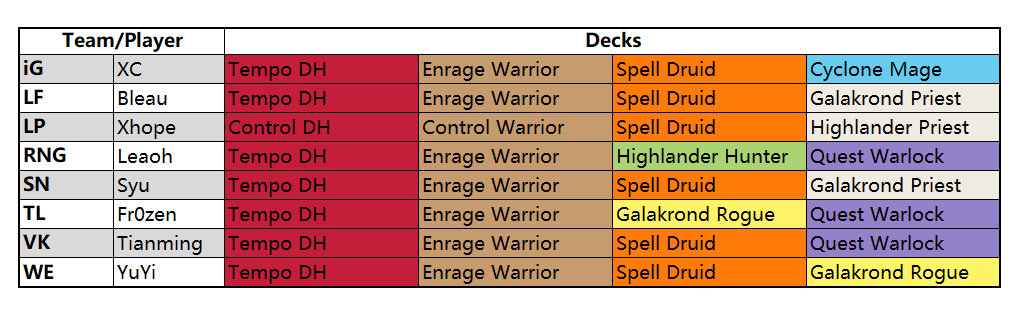 Team/Player Decks
iG XC Tempo DH Enrage Warrior Spell Druid Cyclone Mage
LF Bleau Tempo DH Enrage Warrior Spell Druid Galakrond Priest
LP Xhope Control DH Control Warrior Spell Druid Highlander Priest
RNG Leaoh Tempo DH Enrage Warrior Highlander Hunter Quest Warlock
SN Syu Tempo DH Enrage Warrior Spell Druid Galakrond Priest
TL Fr0zen Tempo DH Enrage Warrior Galakrond Rogue Quest Warlock
VK Tianming Tempo DH Enrage Warrior Spell Druid Quest Warlock
WE YuYi Tempo DH Enrage Warrior Spell Druid Galakrond Rogue